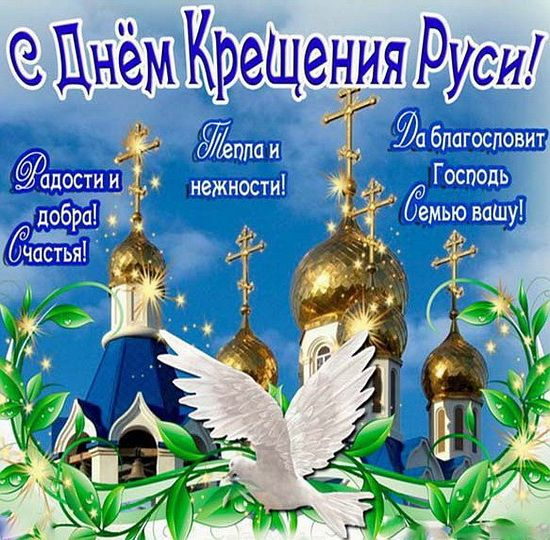 С Днём Крещения Руси!
Радости и
добра!
Счастья!
Тепла и
нежности!
Да благословит
Господь
Семью вашу!